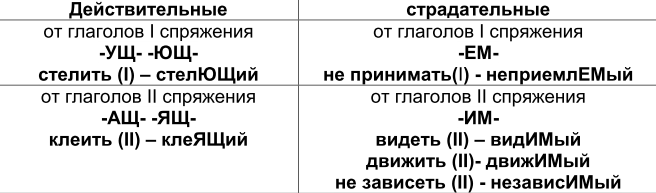 Действительные
страдательные
от глаголов I спряжения
-УЩ- -ЮЩ-
стелить (I) – стелЮЩий
от глаголов I спряжения
-ЕМ-
не принимать(I) - неприемлЕМый
от глаголов II спряжения
-АЩ- -ЯЩ-
клеить (II) – клеЯЩий
от глаголов II спряжения
-ИМ-
видеть (II) – видИМый
движить (II)- движИМый
не зависеть (II) - независИМый